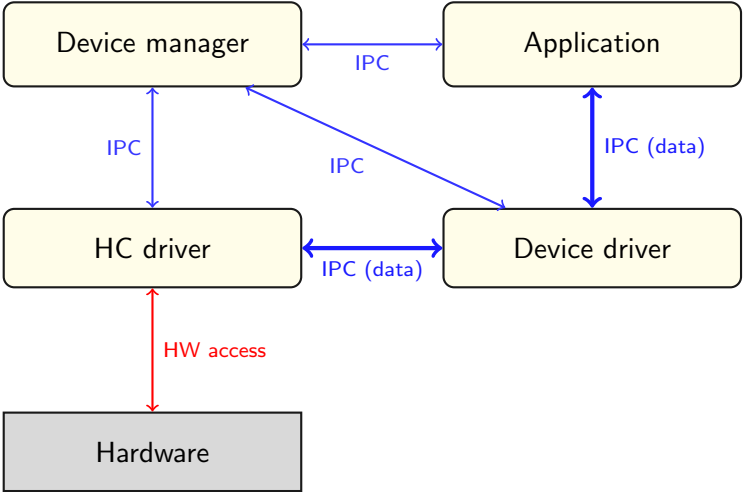 Device manager
IPC
Application
IPC
IPC
IPC (data)
HC driver
IPC (data)
Device driver
HW access
Hardware